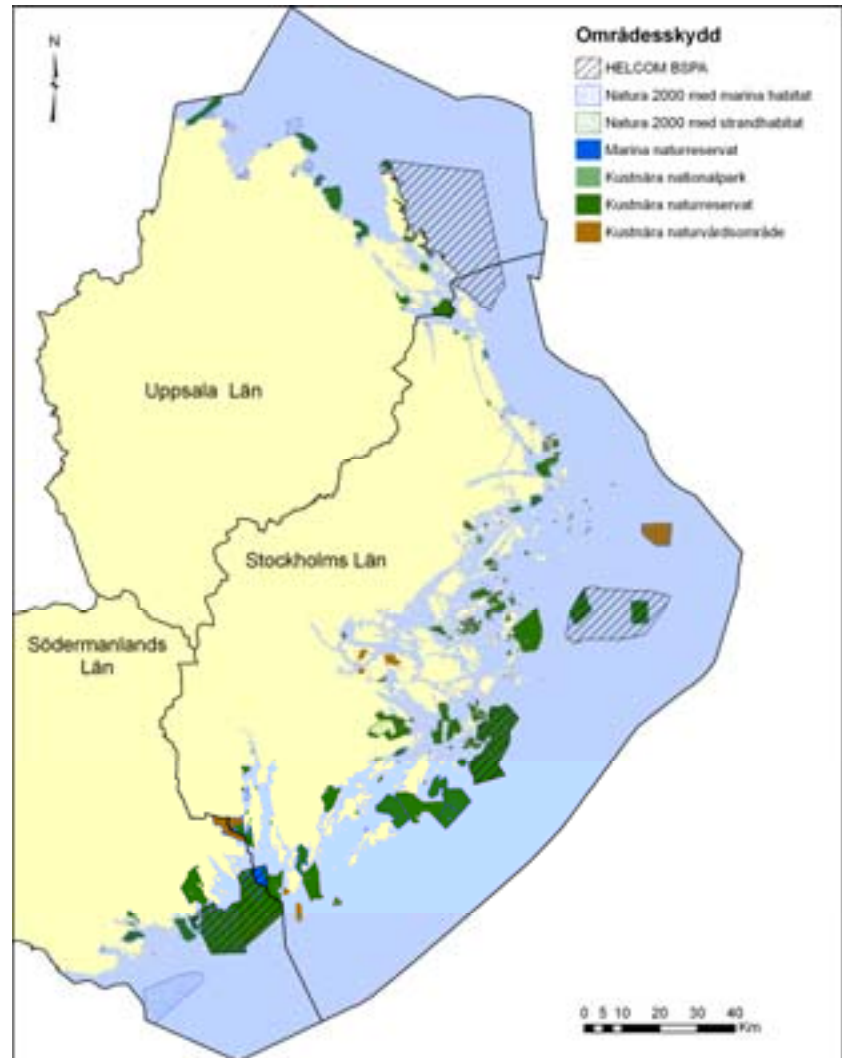 N
Områdesskydd
HELCOM BSPA
Natura 2000 med marina habitat
Natura 2000 med strandhabitat
Marina naturreservat
Kustnära nationalpark
Kustnära naturreservat
Kustnära naturvårdsområde
Uppsala Län
Stockholms Län
Södermanlands
Län
0 5 10 20 30 40
Km